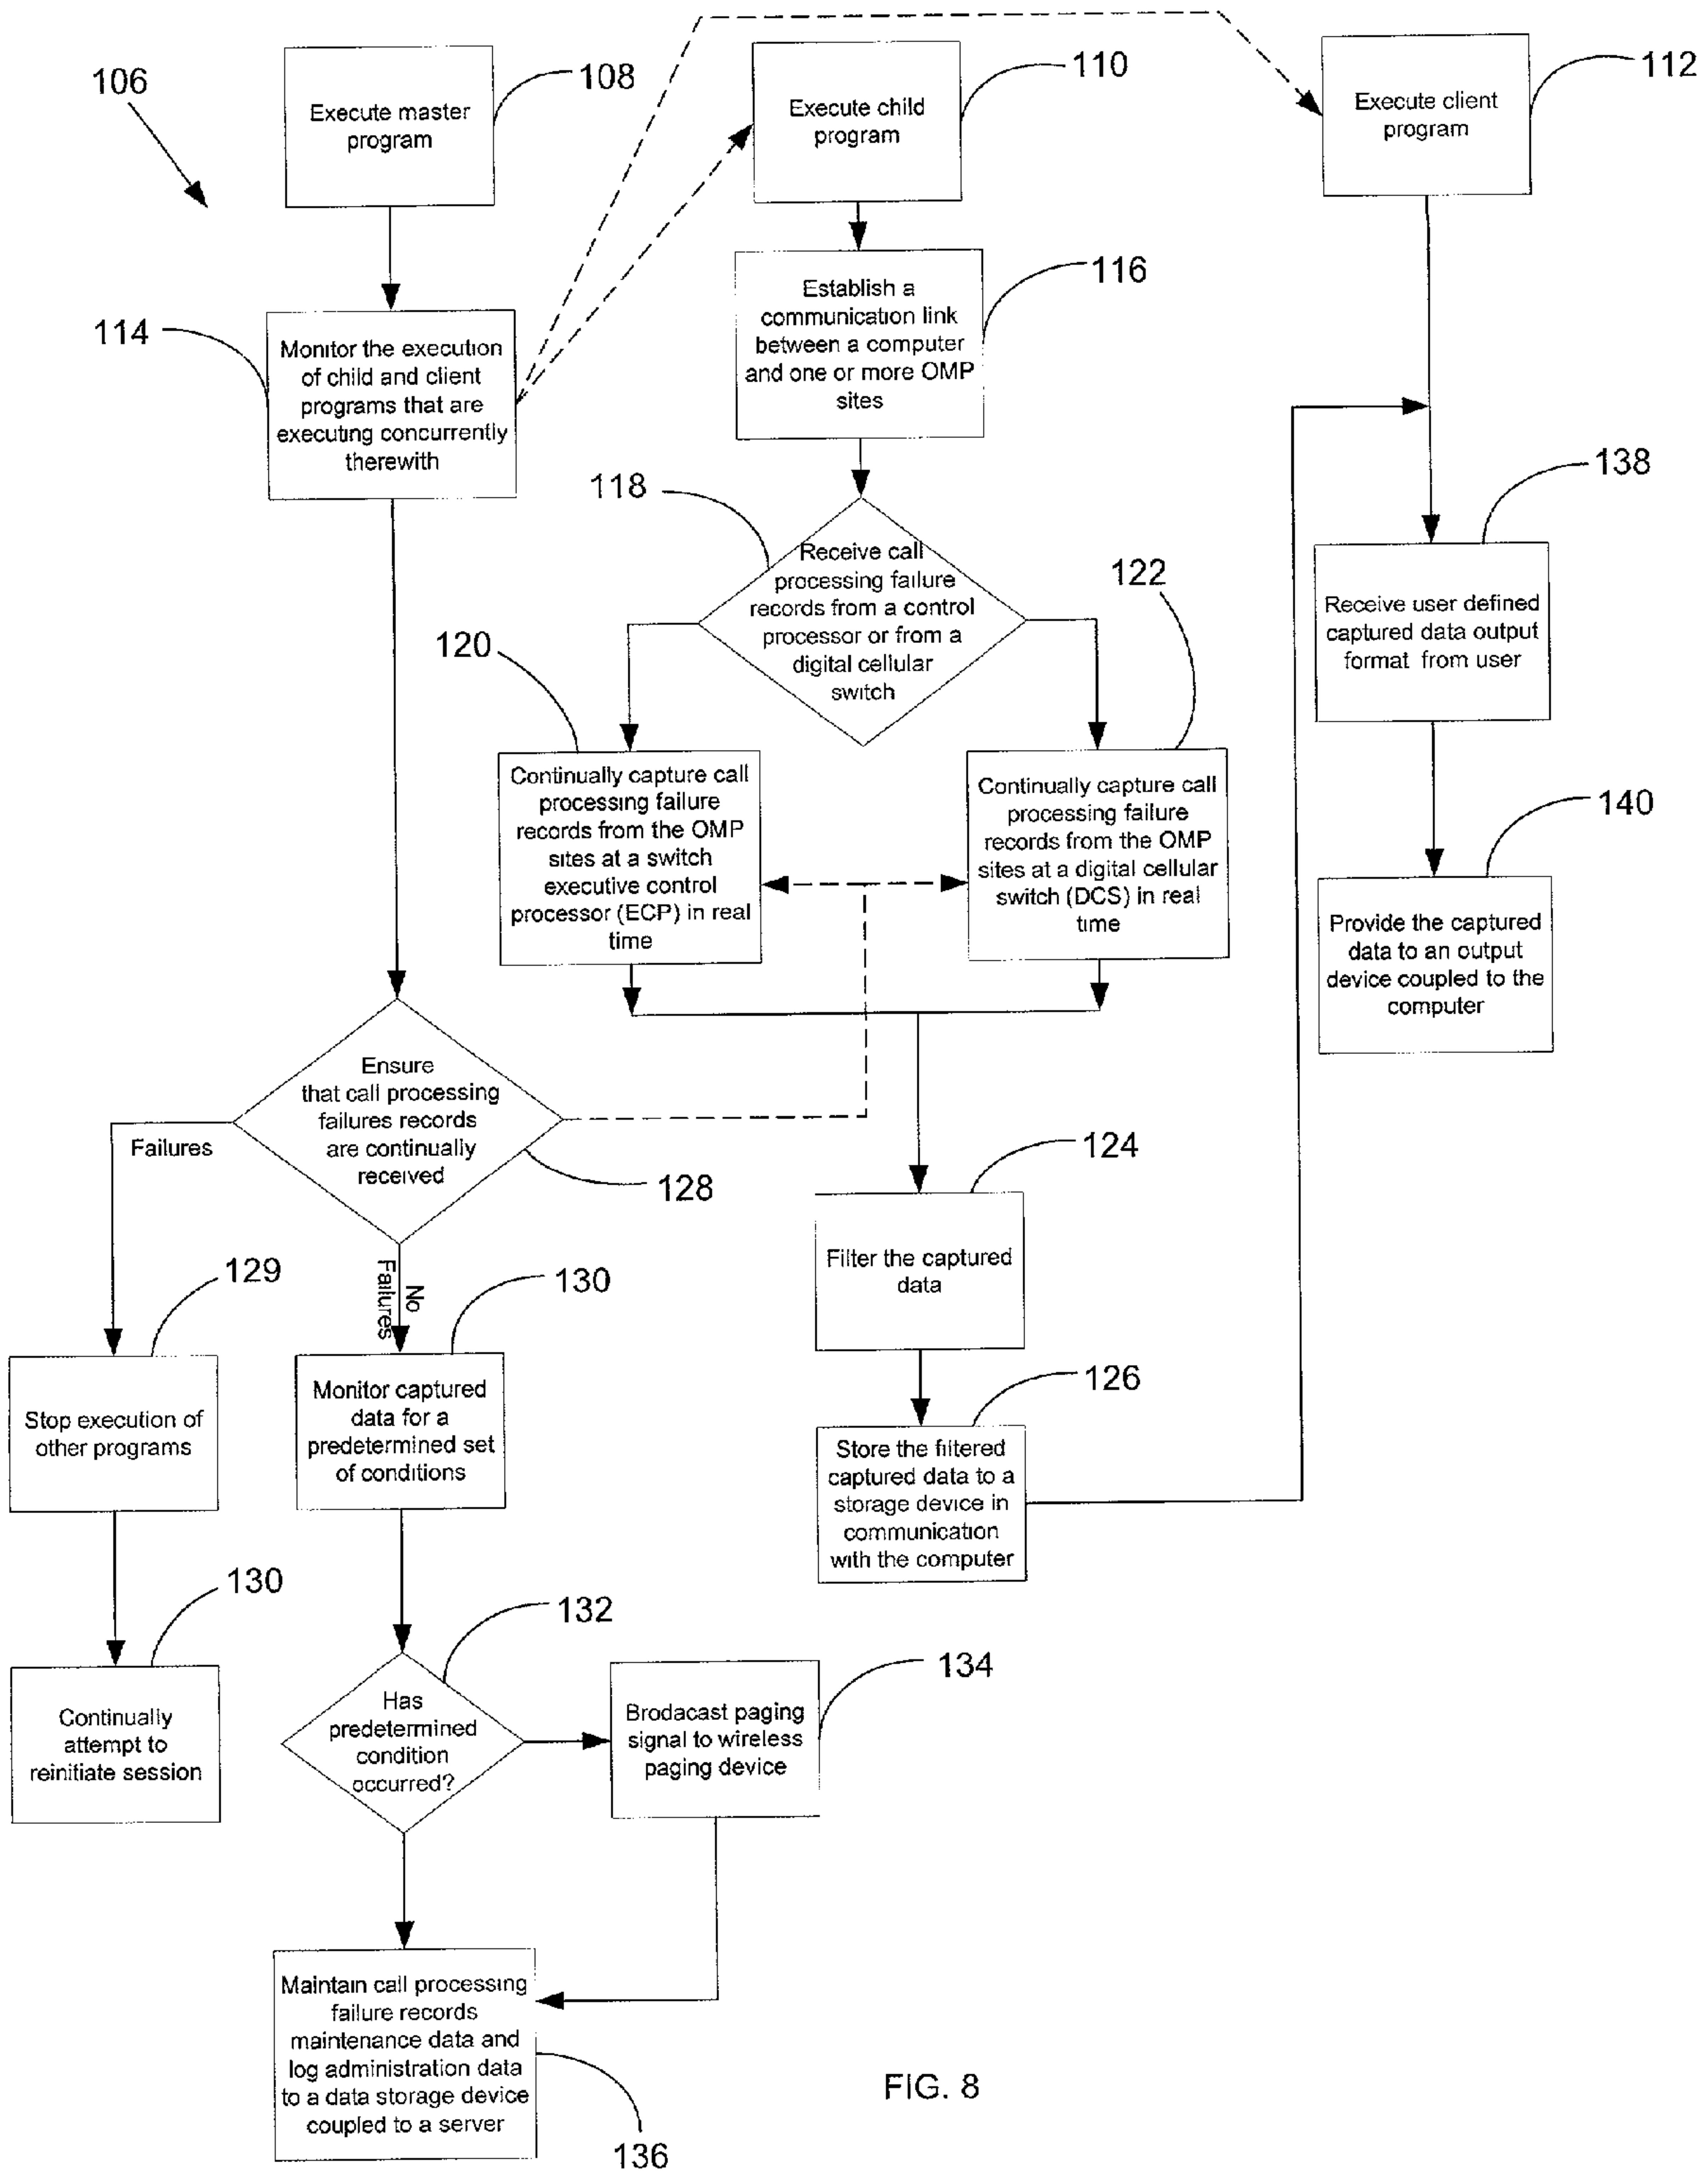 106
108
Execute master
program
110
Execute child
program
112
Execute client
program
114
Monitor the execution
of child and client
programs that are
executing concurrently
therewith
116
Establish a
communication link
between a computer
and one or more OMP
sites
118
Receive call
processing failure
records from a control
processor or from a
digital cellular
switch
120
Continually capture call
processing failure
records from the OMP
sites at a switch
executive control
processor (ECP) in real
time
122
Continually capture call
processing failure
records from the OMP
sites at a digital cellular
switch (DCS) in real
time
138
Receive user defined
captured data output
format from user
140
Provide the captured
data to an output
device coupled to the
computer
Ensure
that call processing
failures records
are continually
received
128
Failures
No
Failures
124
Filter the captured
data
126
Store the filtered
captured data to a
storage device in
communication
with the computer
129
Stop execution of
other programs
130
Monitor captured
data for a
predetermined set
of conditions
130
Continually
attempt to
reinitiate session
132
Has
predetermined
condition
occurred?
134
Brodacast paging
signal to wireless
paging device
136
Maintain call processing
failure records
maintenance data and
log administration data
to a data storage device
coupled to a server
FIG. 8